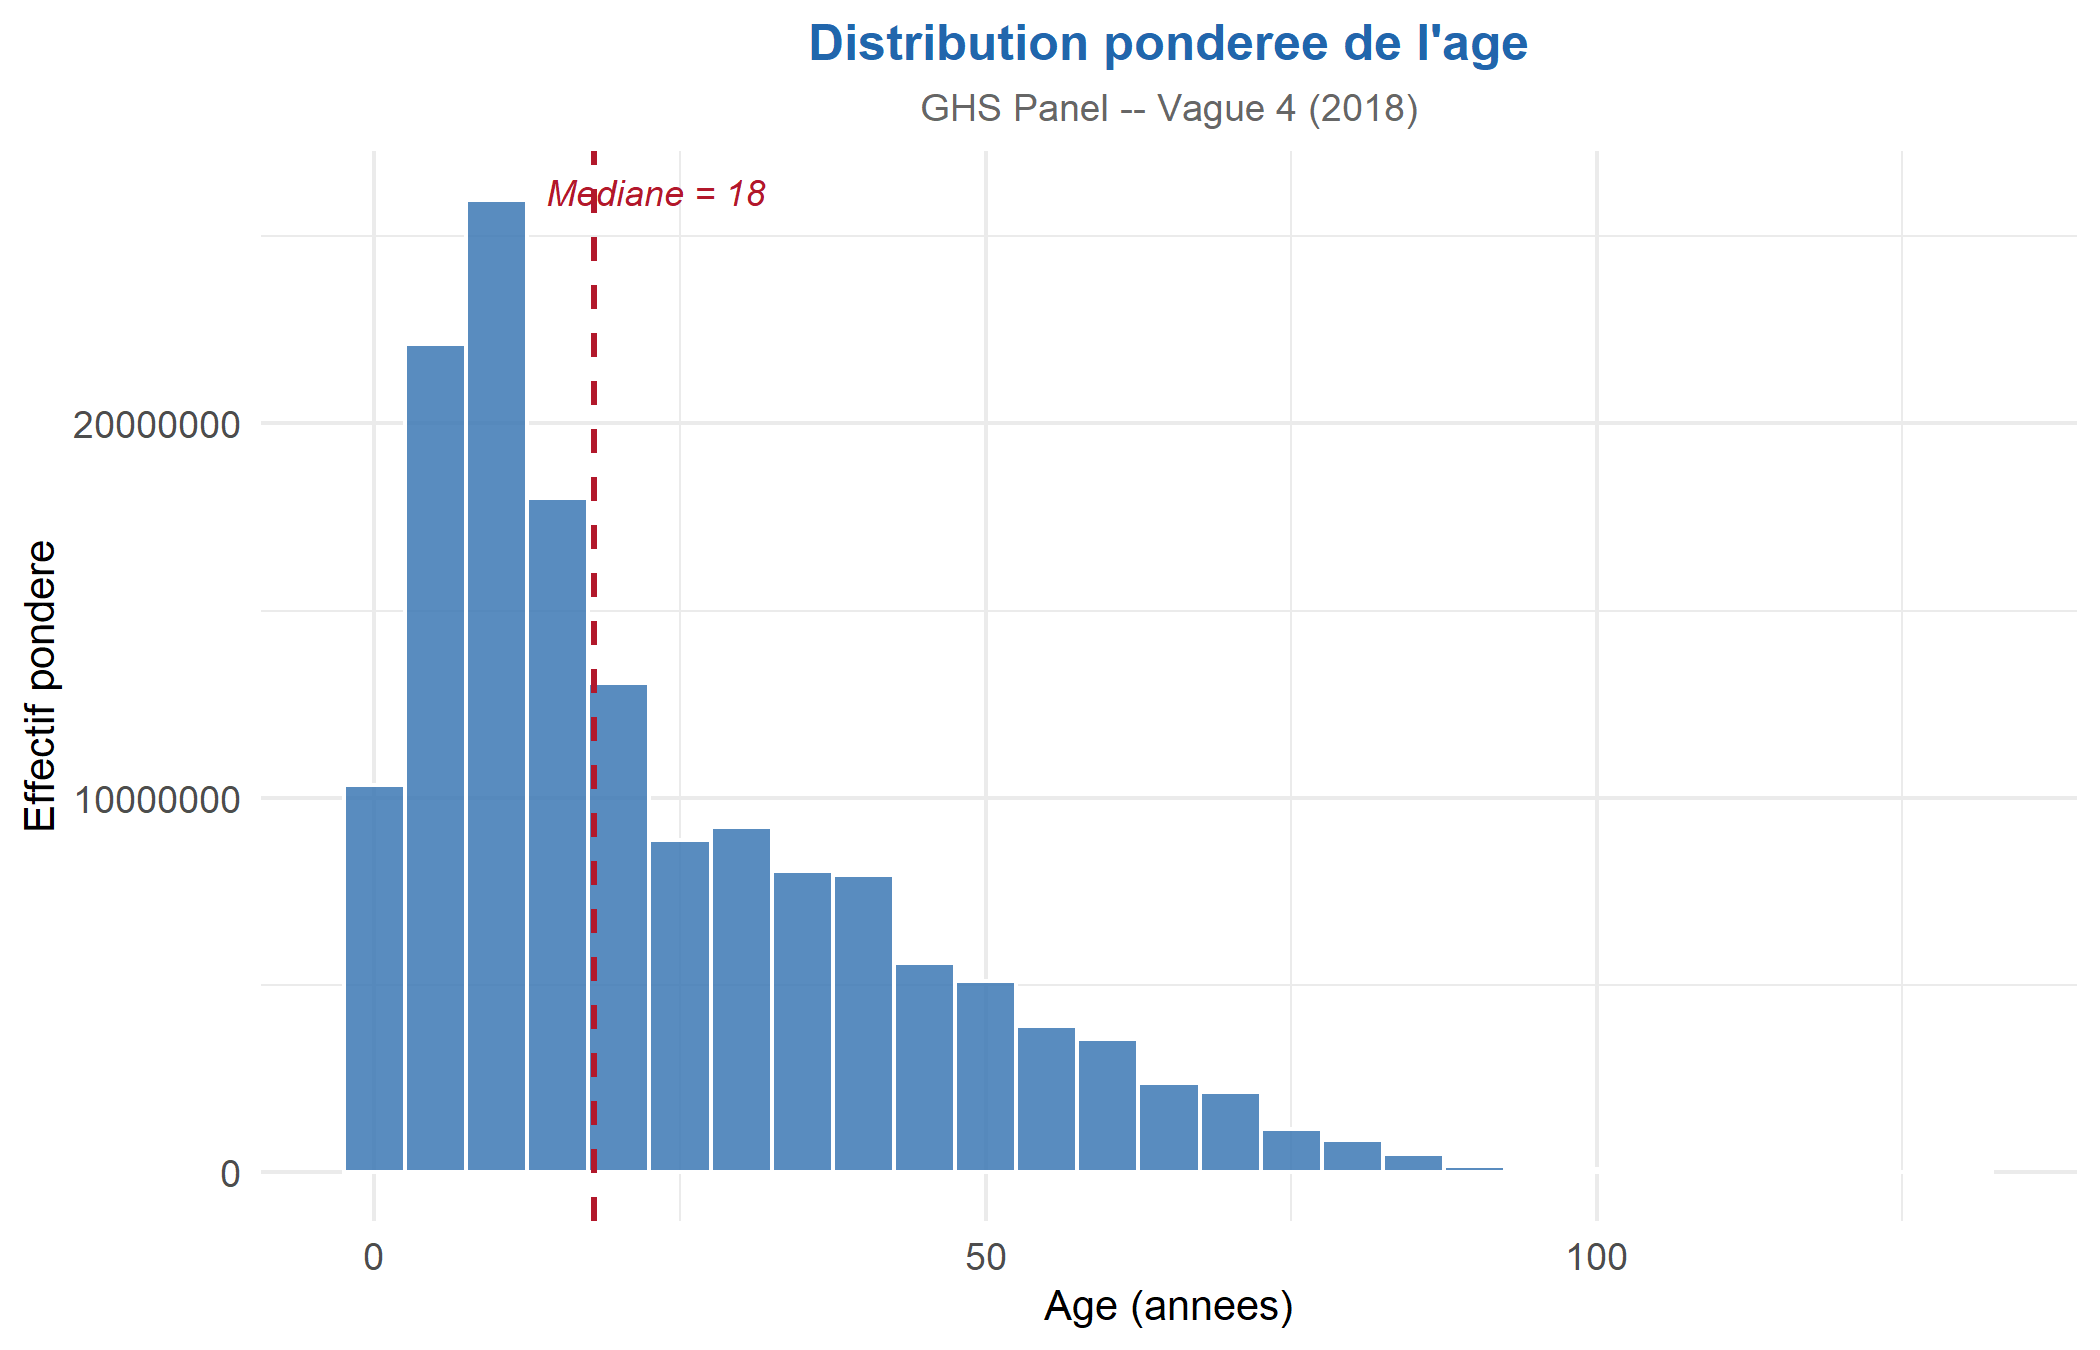 Distribution ponderee de l'age
GHS Panel -- Vague 4 (2018)
Mediane = 18
Effectif pondere
20000000
10000000
0
0
50
100
Age (annees)